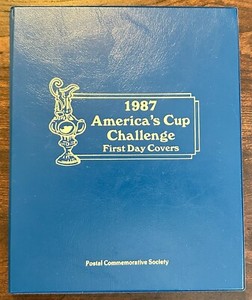 1987
America's Cup
Challenge
First Day Covers
Postal Commemorative Society